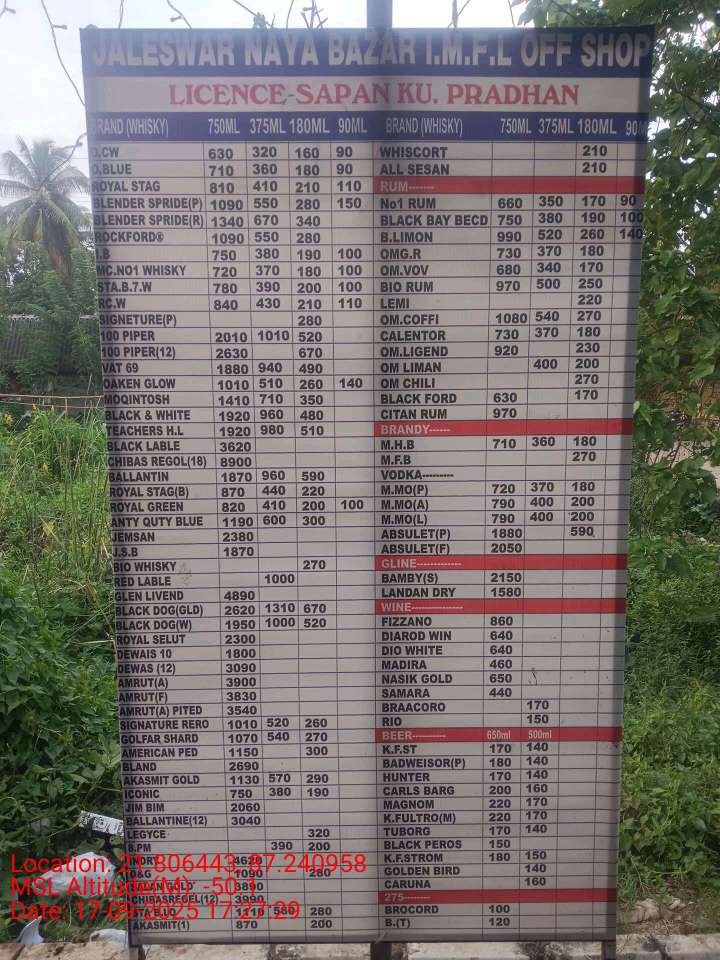 JALESWAR NAYA BAZAR I.M.F.L OFF SHOP
LICENCE-SAPAN KU. PRADHAN
BRAND (WHISKY) 750ML 375ML 180ML 90ML
O.CW 630 320 160 90
O.BLUE 710 360 180 90
ROYAL STAG 810 410 210 110
BLENDER SPRIDE(P) 1090 550 280 150
BLENDER SPRIDE(R) 1340 670 340
ROCKFORD® 1090 550 280
I.B 750 380 190 100
MC.NO1 WHISKY 720 370 180 100
STA.B.7.W 780 390 200 100
RC.W 840 430 210 110
SIGNETURE(P) 280
100 PIPER 2010 1010 520
100 PIPER(12) 2630 670
VAT 69 1880 940 490
OAKEN GLOW 1010 510 260 140
MOQINTOSH 1410 710 350
BLACK & WHITE 1920 960 480
TEACHERS H.L 1920 980 510
BLACK LABLE 3620
CHIBAS REGOL(18) 8900
BALLANTIN 1870 960 590
ROYAL STAG(B) 870 440 220
ROYAL GREEN 820 410 200 100
ANTY QUTY BLUE 1190 600 300
JEMSAN 2380
J.S.B 1870
BIO WHISKY 270
RED LABLE 1000
GLEN LIVEND 4890
BLACK DOG(GLD) 2620 1310 670
BLACK DOG(W) 1950 1000 520
ROYAL SELUT 2300
DEWAIS 10 1800
DEWAS (12) 3090
AMRUT(A) 3900
AMRUT(F) 3830
AMRUT(A) PITED 3540
SIGNATURE RERO 1010 520 260
GOLFAR SHARD 1070 540 270
AMERICAN PED 1150 300
BLAND 2690
AKASMIT GOLD 1130 570 290
ICONIC 750 380 190
JIM BIM 2060
BALLANTINE(12) 3040
LEGYCE 320
8.PM 390 200
4620
1090 280
3890
CHIBASREGEL(12) 3990
1110 560 280
AKASMIT(1) 870 200
BRAND (WHISKY) 750ML 375ML 180ML 90M
WHISCORT 210
ALL SESAN 210
RUM-------
No1 RUM 660 350 170 90
BLACK BAY BECD 750 380 190 100
B.LIMON 990 520 260 140
OMG.R 730 370 180
OM.VOV 680 340 170
BIO RUM 970 500 250
LEMI 220
OM.COFFI 1080 540 270
CALENTOR 730 370 180
OM.LIGEND 920 230
OM LIMAN 400 200
OM CHILI 270
BLACK FORD 630 170
CITAN RUM 970
BRANDY------
M.H.B 710 360 180
M.F.B 270
VODKA---------
M.MO(P) 720 370 180
M.MO(A) 790 400 200
M.MO(L) 790 400 200
ABSULET(P) 1880 590
ABSULET(F) 2050
GLINE-------------
BAMBY(S) 2150
LANDAN DRY 1580
WINE---------------
FIZZANO 860
DIAROD WIN 640
DIO WHITE 640
MADIRA 460
NASIK GOLD 650
SAMARA 440
BRAACORO 170
RIO 150
BEER---------- 650ml 500ml
K.F.ST 170 140
BADWEISOR(P) 180 140
HUNTER 170 140
CARLS BARG 200 160
MAGNOM 220 170
K.FULTRO(M) 220 170
TUBORG 170 140
BLACK PEROS 150
K.F.STROM 180 150
GOLDEN BIRD 140
CARUNA 160
275--------
BROCORD 100
B.(T) 120
Location: 21.806443, 87.240958
MSL Altitude(M): -50.9
Date: 17-09-2025 17:27:29